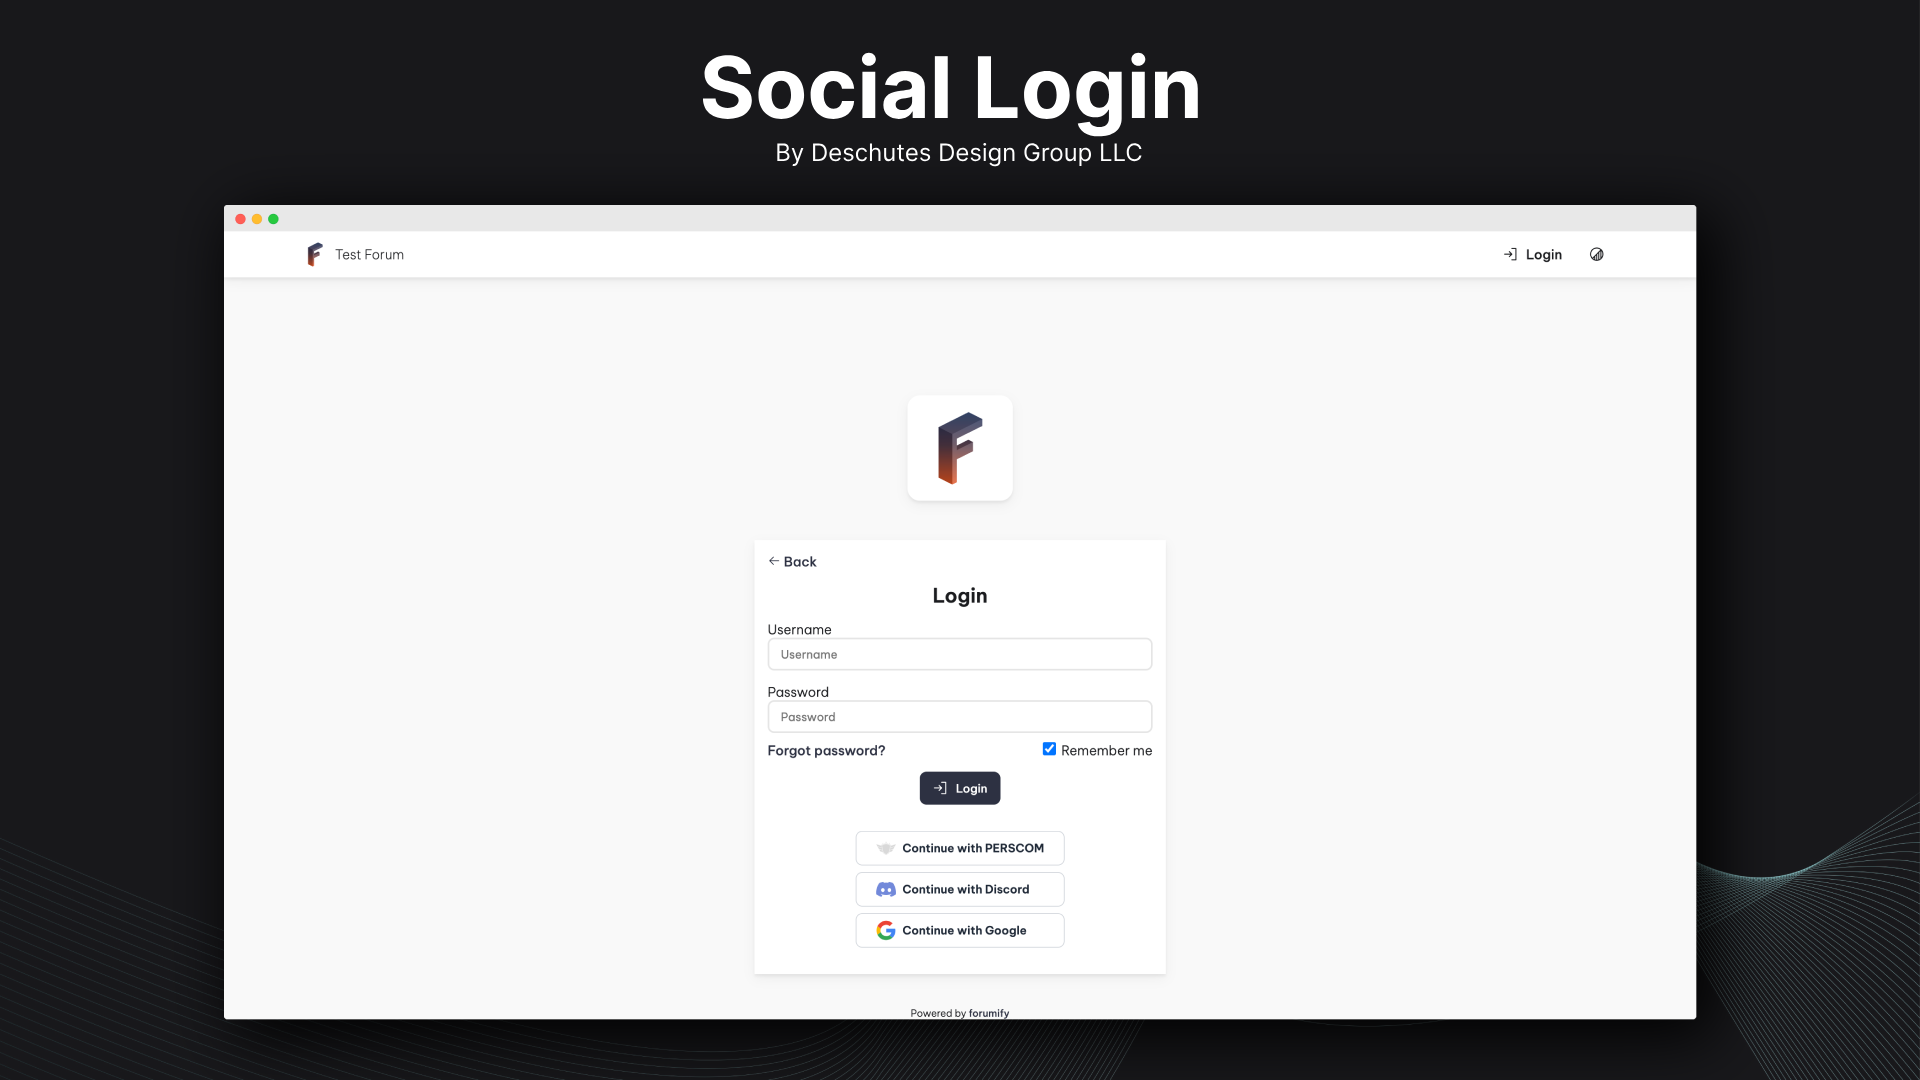 Social Login
By Deschutes Design Group LLC
Test Forum
Login
Back
Login
Username
Username
Password
Password
Forgot password?
Remember me
Login
Continue with PERSCOM
Continue with Discord
Continue with Google
Powered by forumify